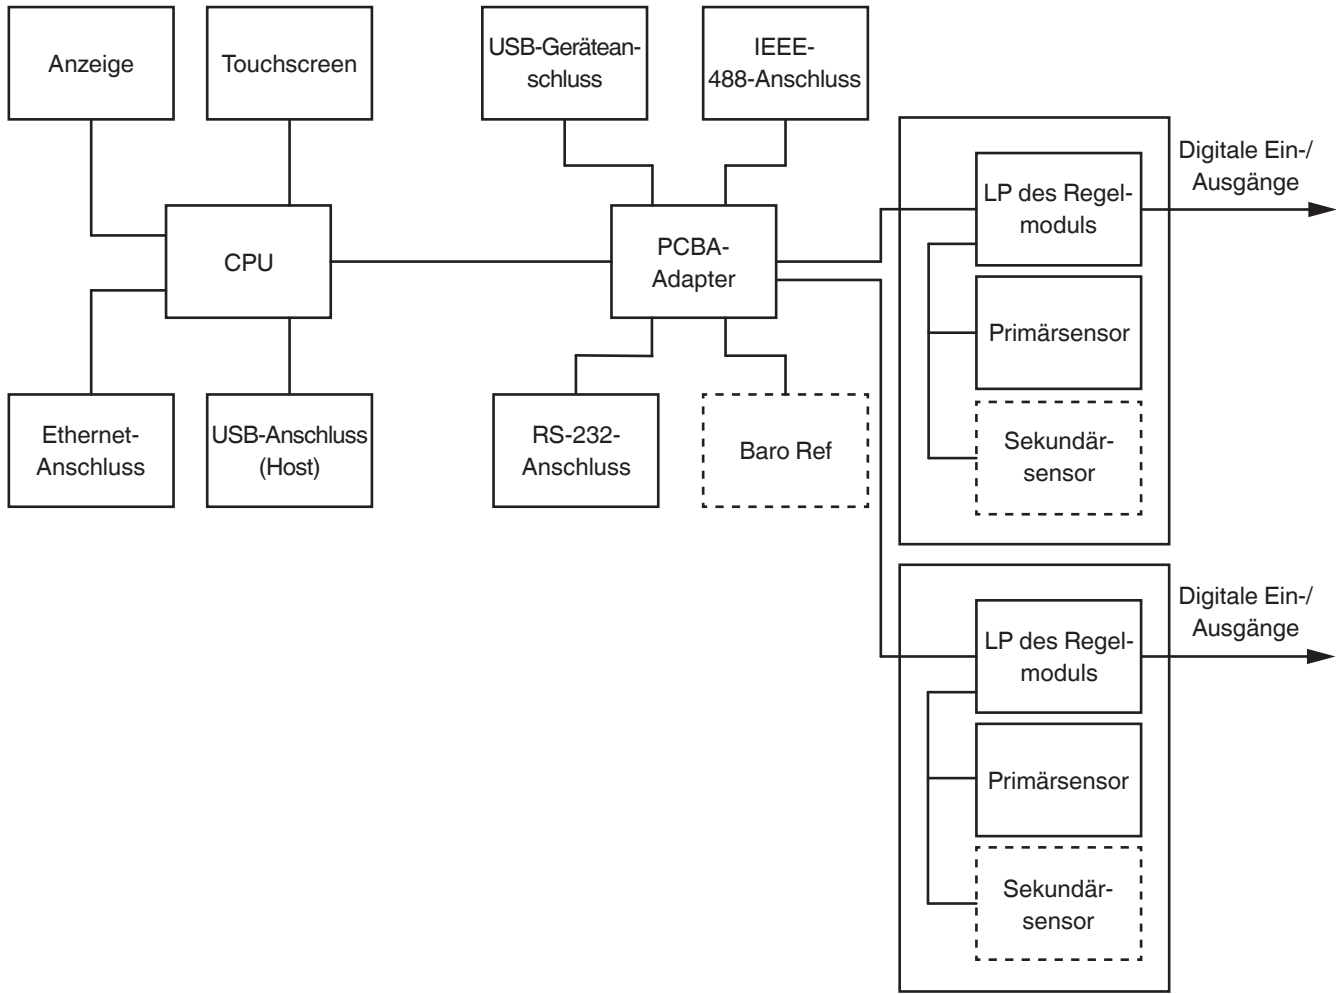 Anzeige
Touchscreen
USB-Gerätean-
schluss
IEEE-
488-Anschluss
Digitale Ein-/
Ausgänge
LP des Regel-
moduls
CPU
PCBA-
Adapter
Primärsensor
Ethernet-
Anschluss
USB-Anschluss
(Host)
RS-232-
Anschluss
Baro Ref
Sekundär-
sensor
Digitale Ein-/
Ausgänge
LP des Regel-
moduls
Primärsensor
Sekundär-
sensor